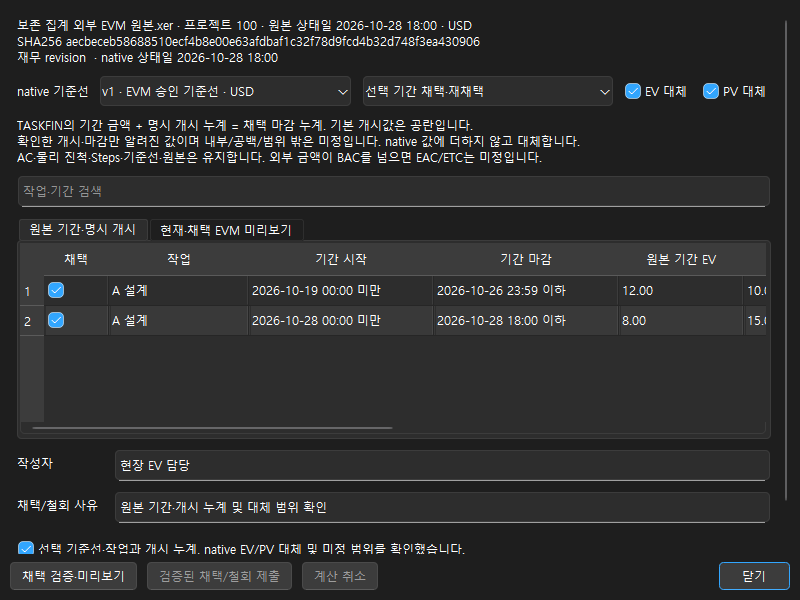 보존 집계 외부 EVM 원본.xer · 프로젝트 100 · 원본 상태일 2026-10-28 18:00 · USD
SHA256 aecbeceb58688510ecf4b8e00e63afdbaf1c32f78d9fcd4b32d748f3ea430906
재무 revision · native 상태일 2026-10-28 18:00
native 기준선 v1 · EVM 승인 기준선 · USD 선택 기간 채택·재채택 EV 대체 PV 대체
TASKFIN의 기간 금액 + 명시 개시 누계 = 채택 마감 누계. 기본 개시값은 공란입니다.
확인한 개시·마감만 알려진 값이며 내부/공백/범위 밖은 미정입니다. native 값에 더하지 않고 대체합니다.
AC·물리 진척·Steps·기준선·원본은 유지합니다. 외부 금액이 BAC를 넘으면 EAC/ETC는 미정입니다.
작업·기간 검색
원본 기간·명시 개시 현재·채택 EVM 미리보기
채택 작업 기간 시작 기간 마감 원본 기간 EV
1 A 설계 2026-10-19 00:00 미만 2026-10-26 23:59 이하 12.00 10.0
2 A 설계 2026-10-28 00:00 미만 2026-10-28 18:00 이하 8.00 15.0
작성자 현장 EV 담당
채택/철회 사유 원본 기간·개시 누계 및 대체 범위 확인
선택 기준선·작업과 개시 누계, native EV/PV 대체 및 미정 범위를 확인했습니다.
채택 검증·미리보기 검증된 채택/철회 제출 계산 취소 닫기